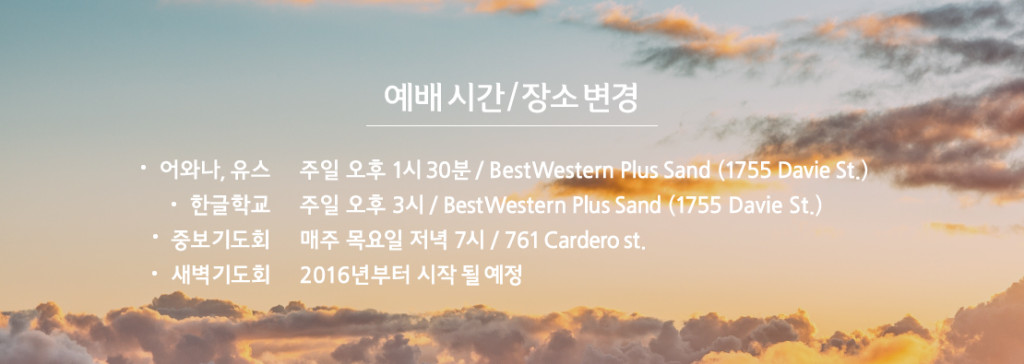 예배 시간/장소 변경
• 어와나, 유스 주일 오후 1시 30분 / BestWestern Plus Sand (1755 Davie St.)
• 한글학교 주일 오후 3시 / BestWestern Plus Sand (1755 Davie St.)
• 중보기도회 매주 목요일 저녁 7시 / 761 Cardero st.
• 새벽기도회 2016년부터 시작 될 예정